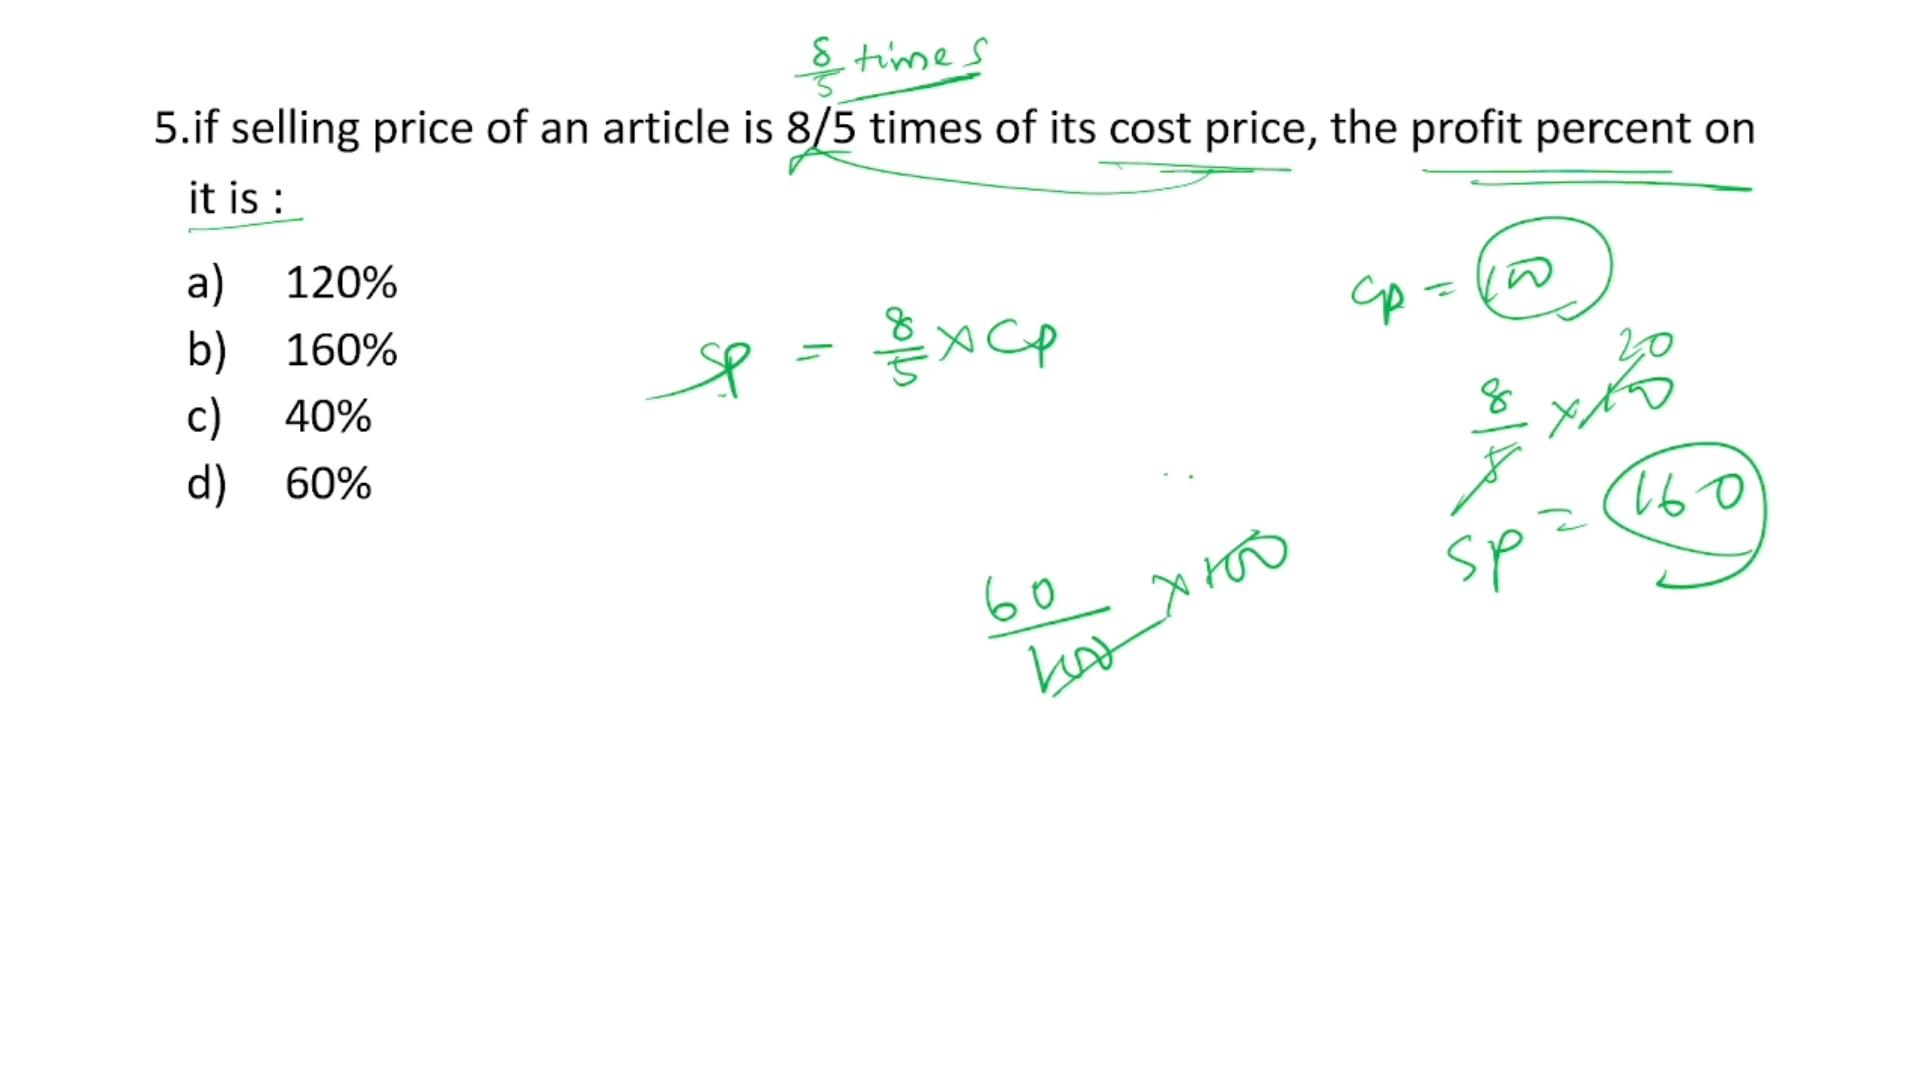 8/5 times
5.if selling price of an article is 8/5 times of its cost price, the profit percent on
it is :
a) 120%
b) 160%
c) 40%
d) 60%
SP = 8/5 × CP
CP = 100
20
8/5 × 100
SP = 160
60/100 × 100